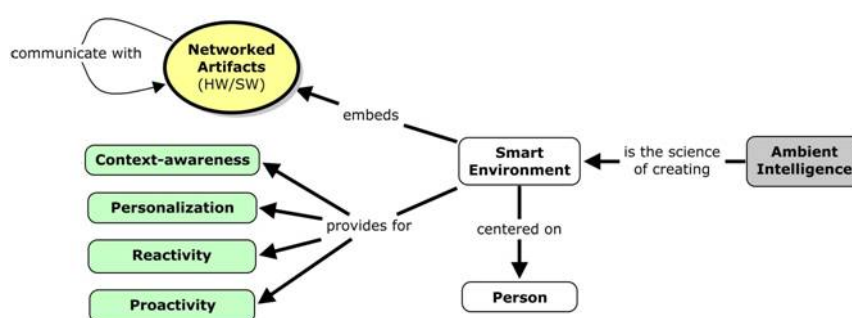 communicate with
Networked
Artifacts
(HW/SW)
embeds
Context-awareness
Smart
Environment
is the science
of creating
Ambient
Intelligence
Personalization
provides for
centered on
Reactivity
Proactivity
Person